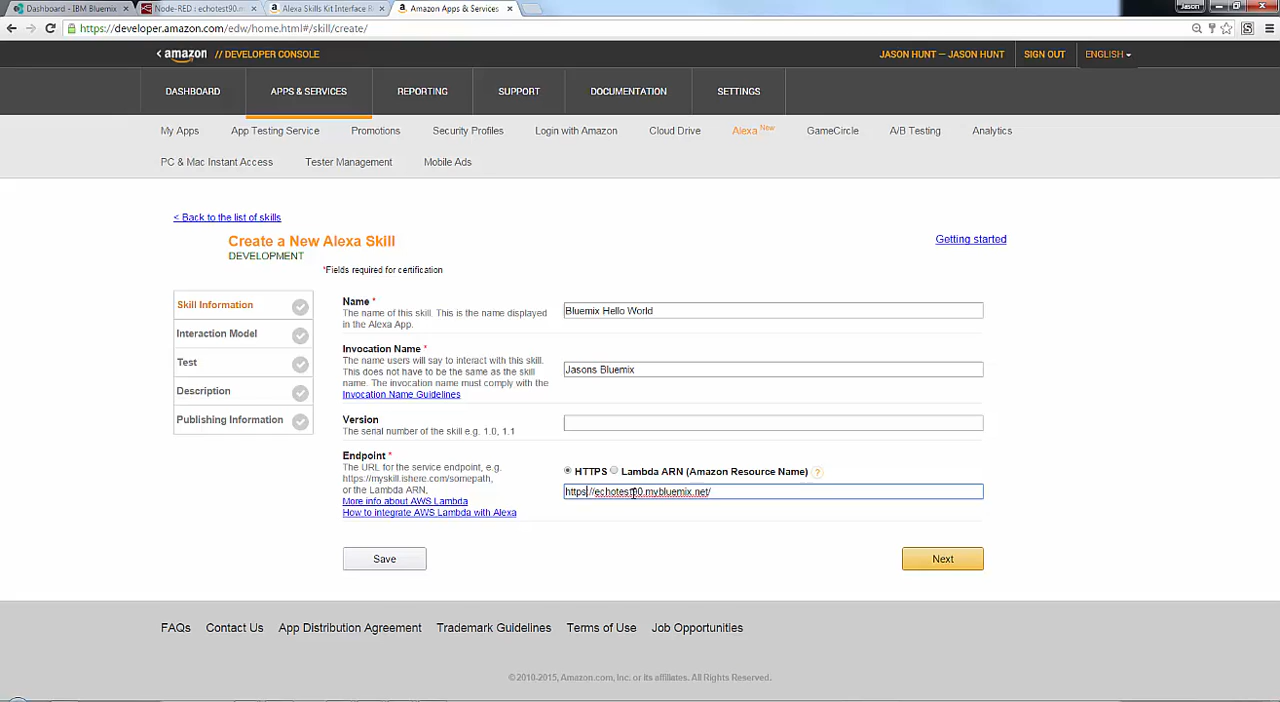 Dashboard - IBM Bluemix
Node-RED : echotest90.m
Alexa Skills Kit Interface R
Amazon Apps & Services
Jason
https://developer.amazon.com/edw/home.html#/skill/create/
amazon // DEVELOPER CONSOLE
JASON HUNT — JASON HUNT
SIGN OUT
ENGLISH
DASHBOARD
APPS & SERVICES
REPORTING
SUPPORT
DOCUMENTATION
SETTINGS
My Apps
App Testing Service
Promotions
Security Profiles
Login with Amazon
Cloud Drive
Alexa New
GameCircle
A/B Testing
Analytics
PC & Mac Instant Access
Tester Management
Mobile Ads
< Back to the list of skills
Create a New Alexa Skill
DEVELOPMENT
Getting started
*Fields required for certification
Skill Information
Interaction Model
Test
Description
Publishing Information
Name *
The name of this skill. This is the name displayed
in the Alexa App.
Bluemix Hello World
Invocation Name *
The name users will say to interact with this skill.
This does not have to be the same as the skill
name. The invocation name must comply with the
Invocation Name Guidelines
Jasons Bluemix
Version
The serial number of the skill e.g. 1.0, 1.1
Endpoint *
The URL for the service endpoint, e.g.
https://myskill.ishere.com/somepath,
or the Lambda ARN,
More info about AWS Lambda
How to integrate AWS Lambda with Alexa
HTTPS
Lambda ARN (Amazon Resource Name) ?
https://echotest90.mybluemix.net/
Save
Next
FAQs
Contact Us
App Distribution Agreement
Trademark Guidelines
Terms of Use
Job Opportunities
© 2010-2015, Amazon.com, Inc. or its affiliates. All Rights Reserved.